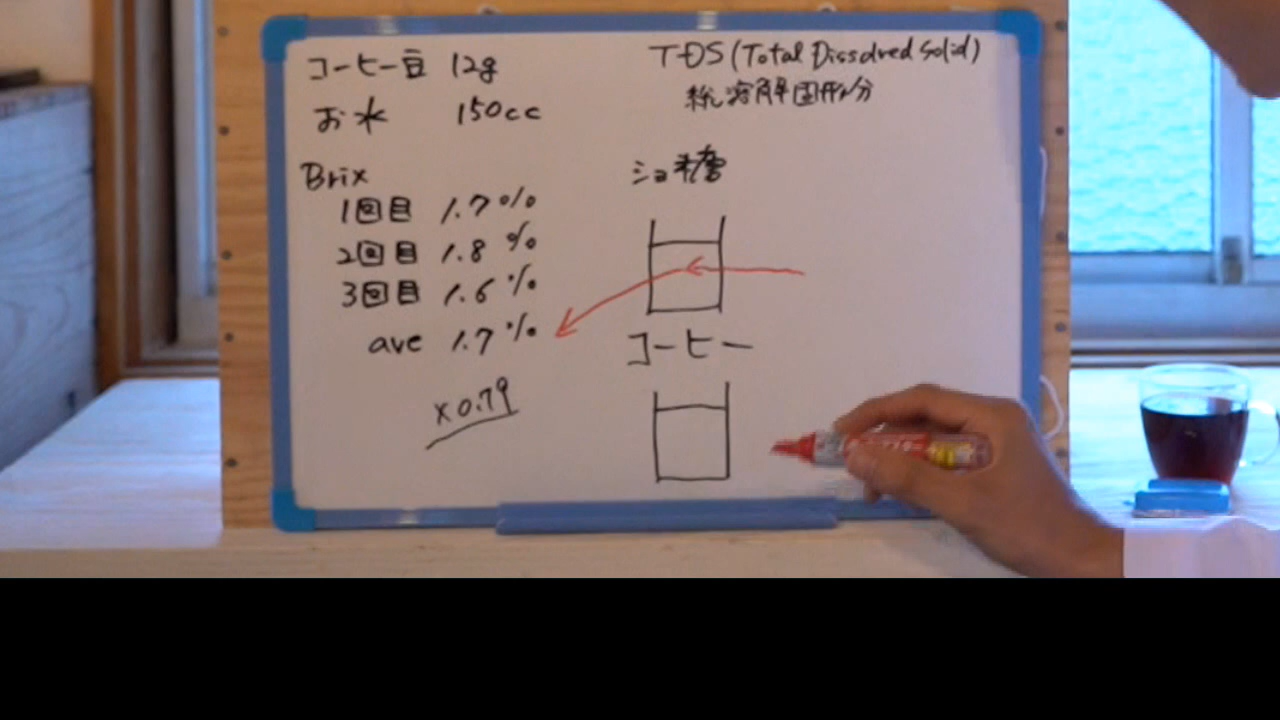 コーヒー豆 12g
お水 150cc
Brix
1回目 1.7%
2回目 1.8%
3回目 1.6%
ave 1.7%
×0.79
TDS (Total Dissolved Solid)
総溶解固形分
ショ糖
コーヒー